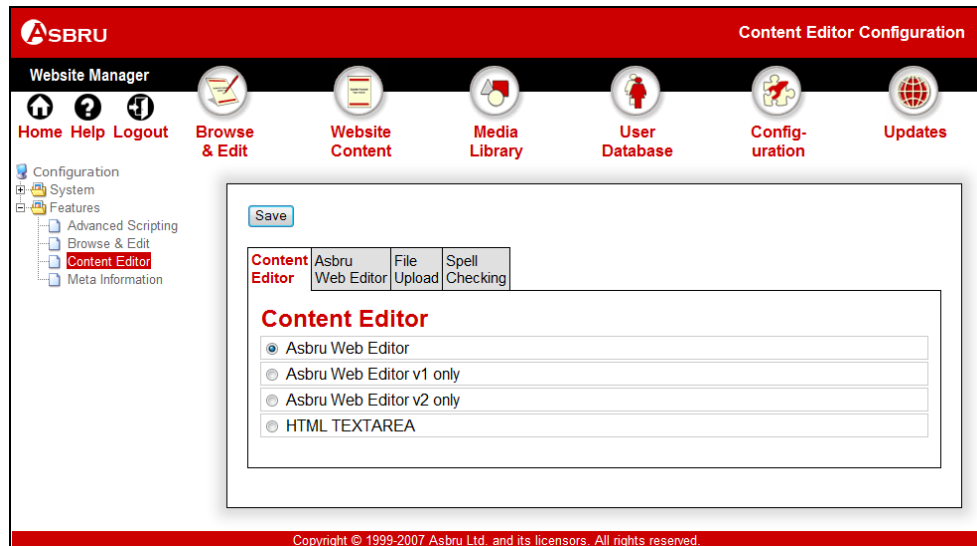 ASBRU
Content Editor Configuration
Website Manager
Home Help Logout
Browse
& Edit
Website
Content
Media
Library
User
Database
Config-
uration
Updates
Configuration
System
Features
Advanced Scripting
Browse & Edit
Content Editor
Meta Information
Save
Content
Editor
Asbru
Web Editor
File
Upload
Spell
Checking
Content Editor
Asbru Web Editor
Asbru Web Editor v1 only
Asbru Web Editor v2 only
HTML TEXTAREA
Copyright © 1999-2007 Asbru Ltd. and its licensors. All rights reserved.